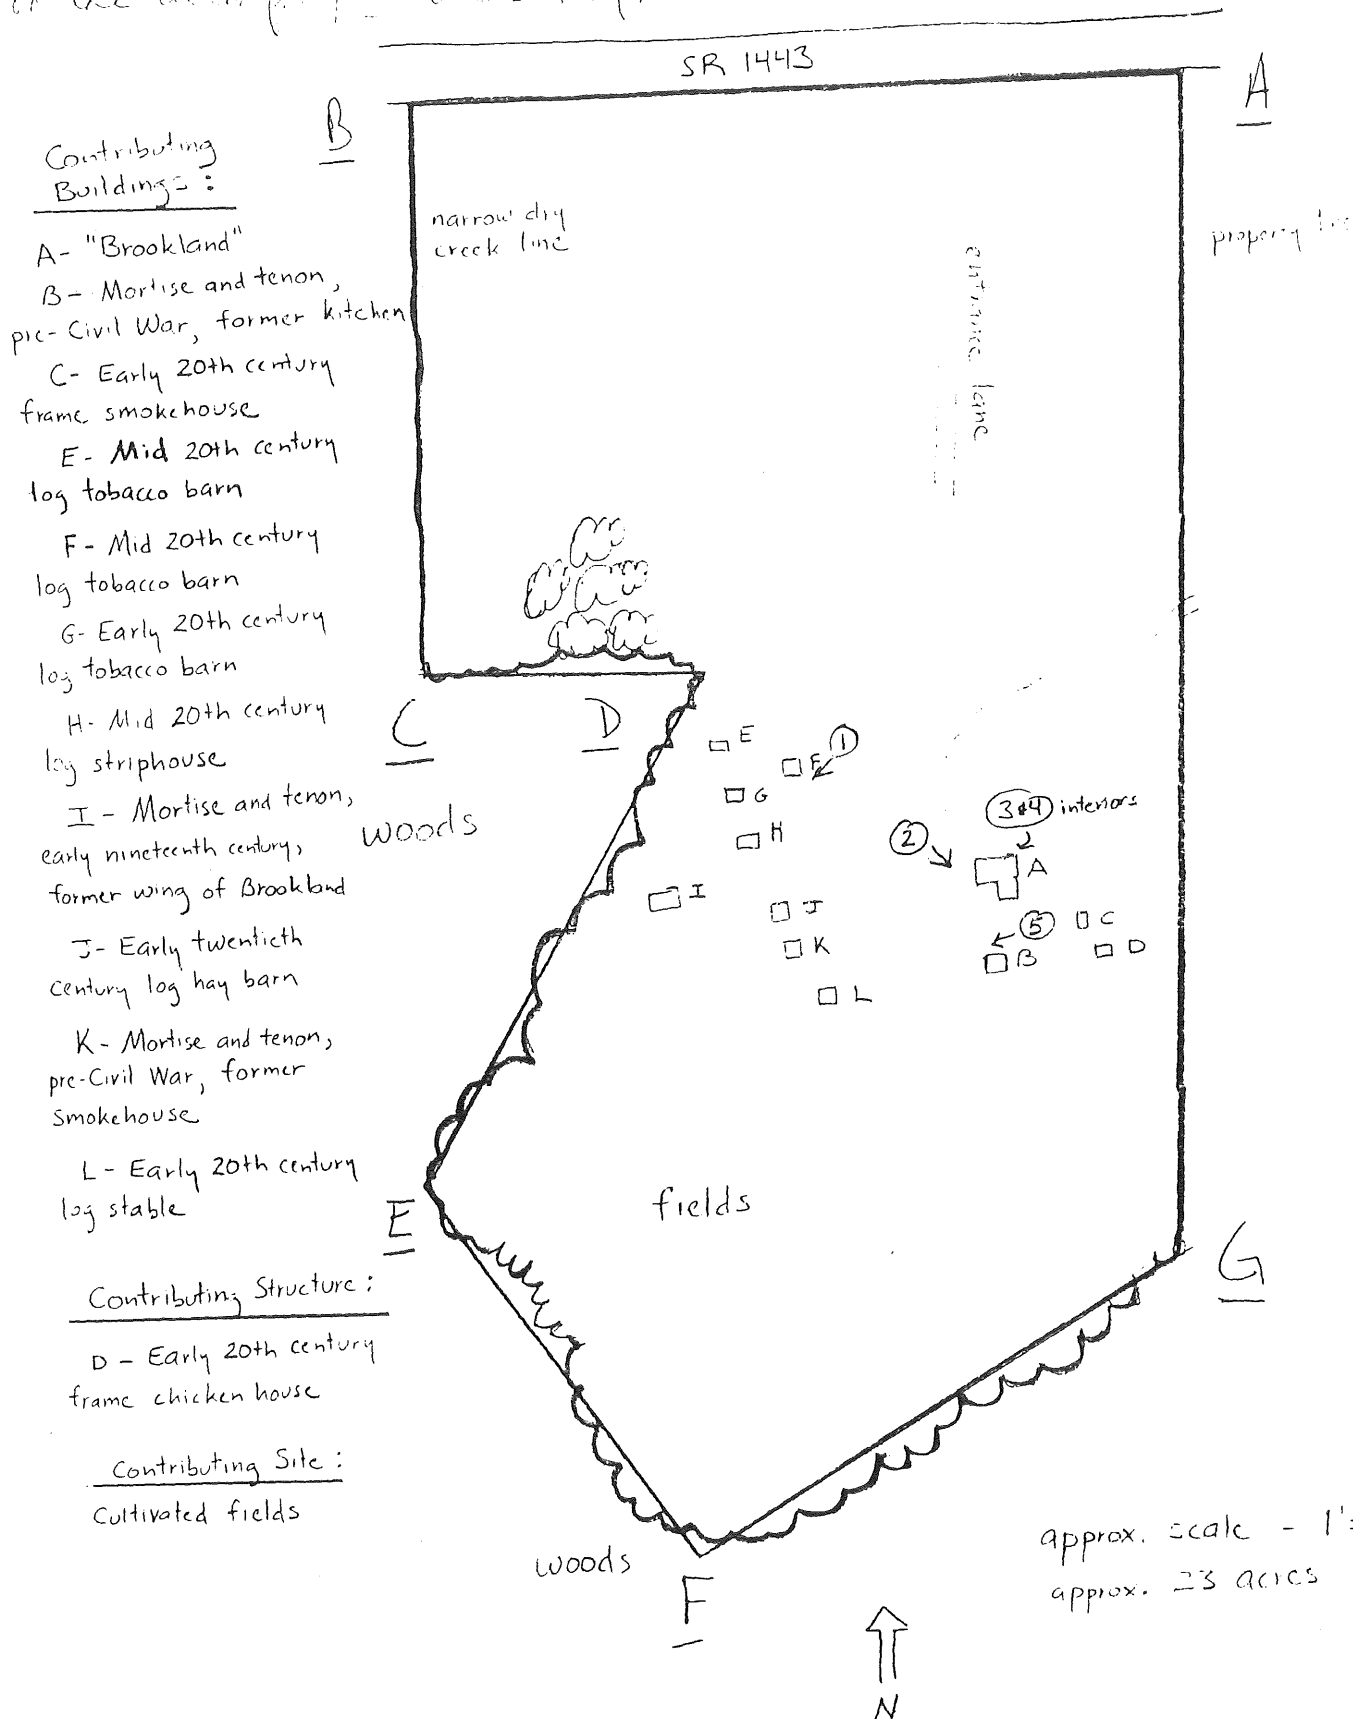 SR 1443
B
A
Contributing
Buildings:
A- "Brookland"
B- Mortise and tenon,
pre-Civil War, former kitchen
C- Early 20th century
frame smokehouse
E- Mid 20th century
log tobacco barn
F- Mid 20th century
log tobacco barn
G- Early 20th century
log tobacco barn
H- Mid 20th century
log striphouse
I- Mortise and tenon,
early nineteenth century,
former wing of Brookland
J- Early twentieth
century log hay barn
K- Mortise and tenon,
pre-Civil War, former
smokehouse
L- Early 20th century
log stable
Contributing Structure:
D- Early 20th century
frame chicken house
Contributing Site:
Cultivated fields
narrow dry
creek line
entrance lane
property
C
D
woods
E
F
1
G
H
I
J
K
L
3&4 interiors
2
A
5
C
B
D
fields
E
G
woods
F
approx. scale - 1"
approx. 23 acres
N